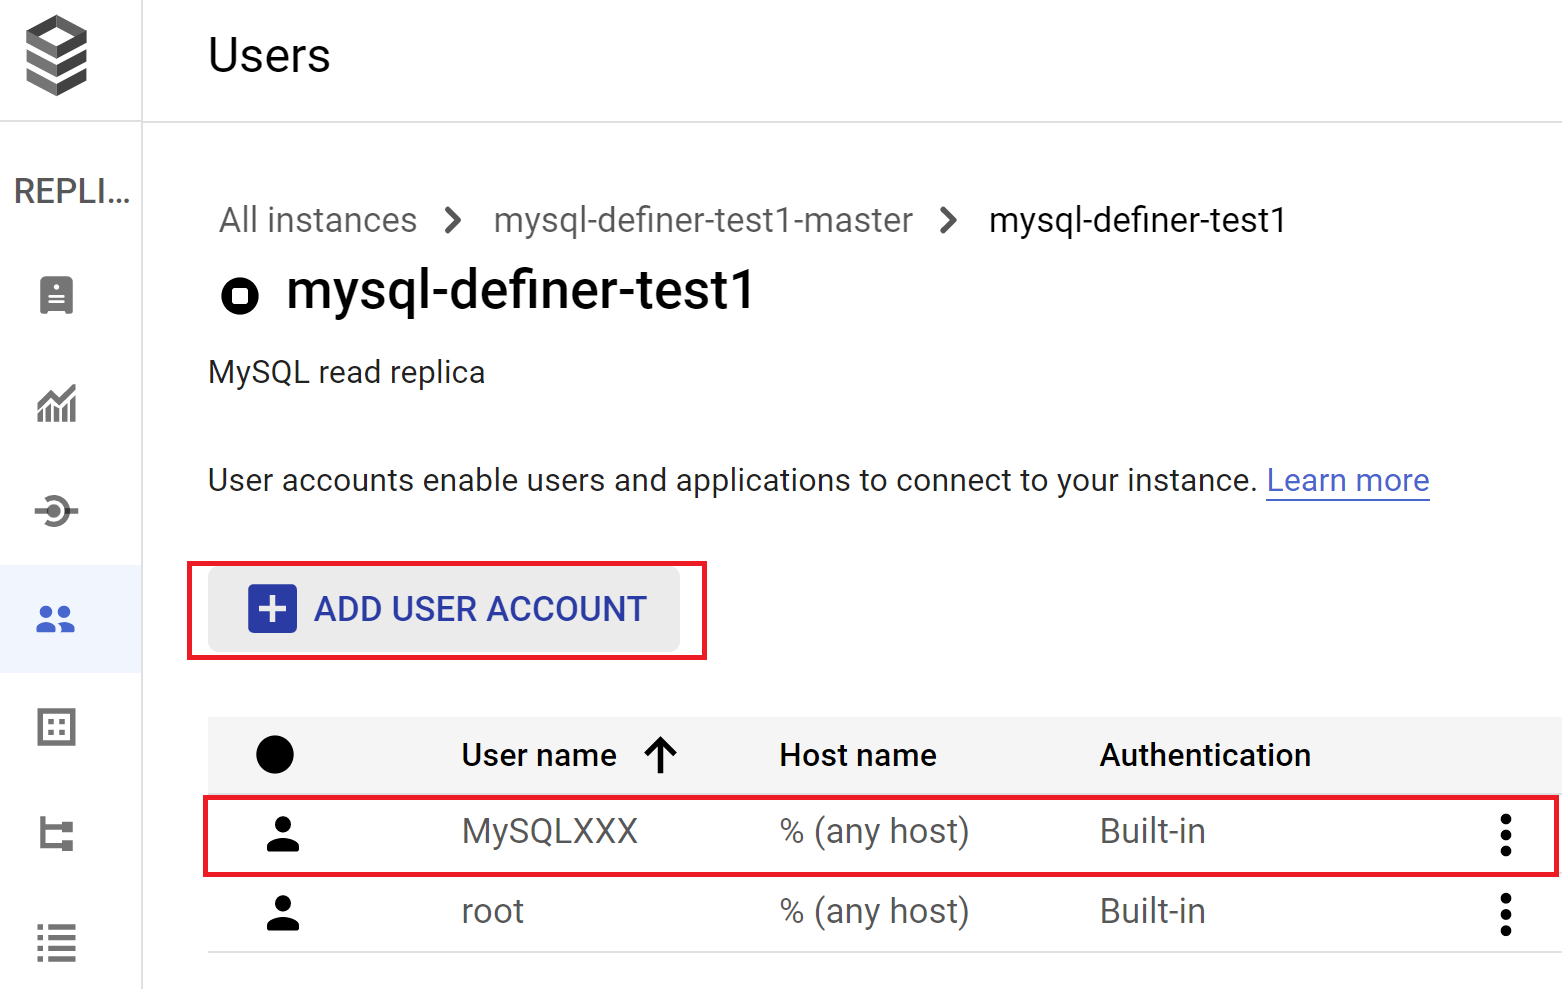 Users
REPLI...
All instances > mysql-definer-test1-master > mysql-definer-test1
mysql-definer-test1
MySQL read replica
User accounts enable users and applications to connect to your instance. Learn more
ADD USER ACCOUNT
User name ↑ Host name Authentication
MySQLXXX % (any host) Built-in
root % (any host) Built-in